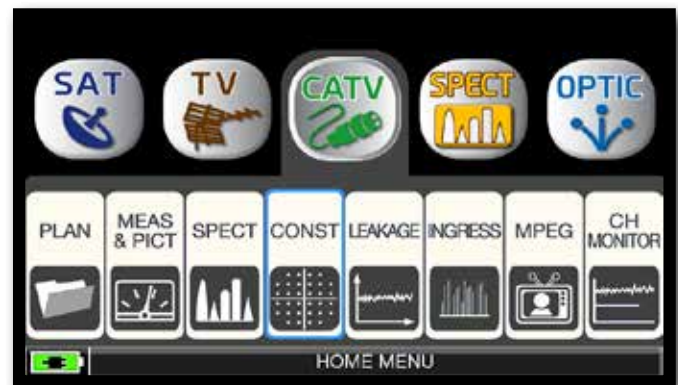 SAT TV CATV SPECT OPTIC
PLAN MEAS & PICT SPECT CONST LEAKAGE INGRESS MPEG CH MONITOR
HOME MENU